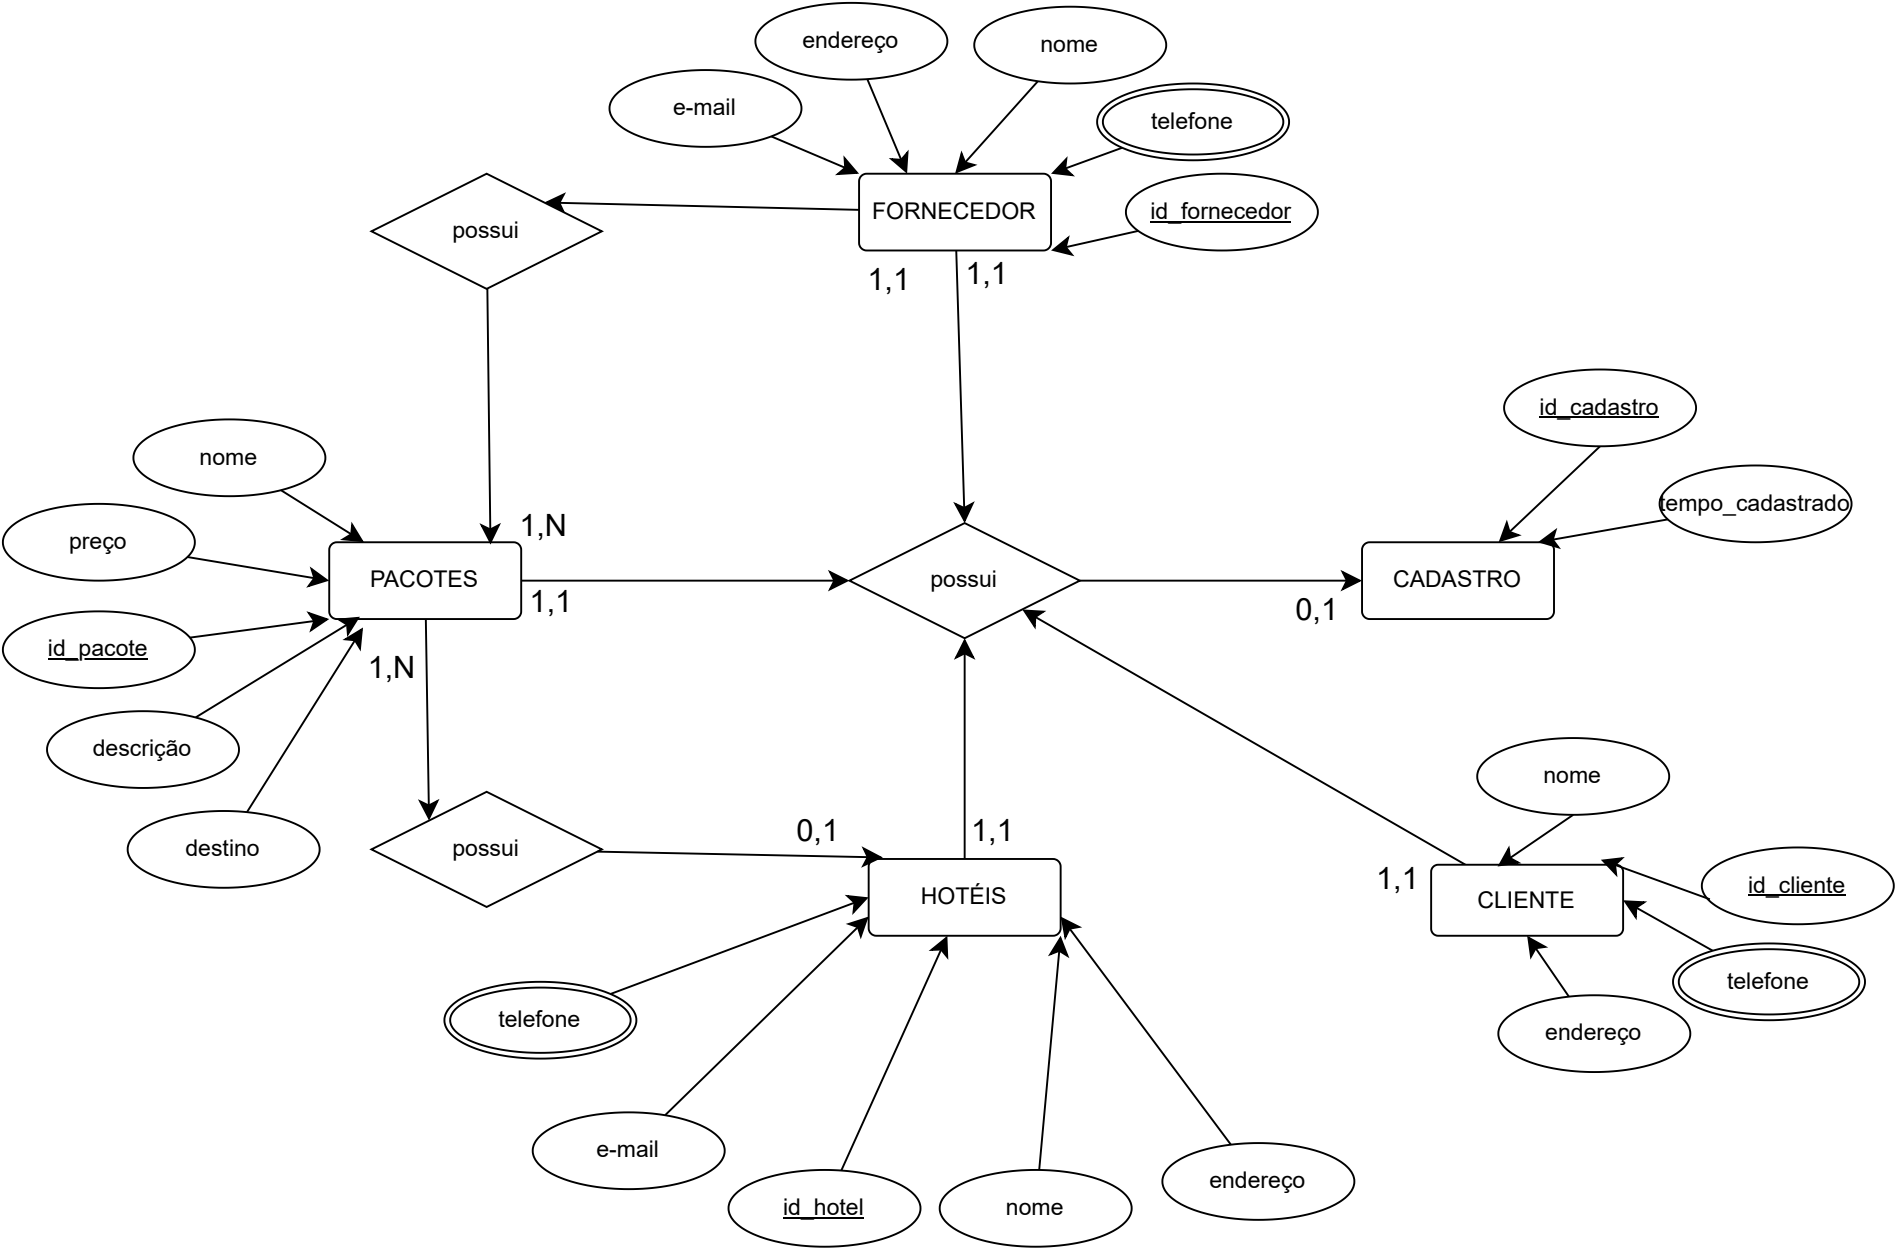 endereço
nome
e-mail
telefone
FORNECEDOR
id_fornecedor
possui
1,1
1,1
id_cadastro
nome
tempo_cadastrado
1,N
preço
PACOTES
possui
CADASTRO
1,1
0,1
id_pacote
1,N
descrição
nome
0,1
1,1
destino
possui
1,1
id_cliente
HOTÉIS
CLIENTE
telefone
telefone
endereço
e-mail
endereço
id_hotel
nome